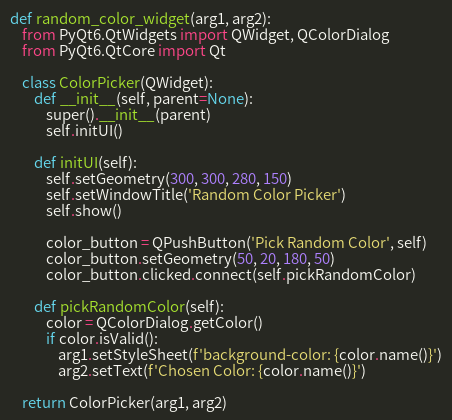 def random_color_widget(arg1, arg2):
    from PyQt6.QtWidgets import QWidget, QColorDialog
    from PyQt6.QtCore import Qt

    class ColorPicker(QWidget):
        def __init__(self, parent=None):
            super().__init__(parent)
            self.initUI()

        def initUI(self):
            self.setGeometry(300, 300, 280, 150)
            self.setWindowTitle('Random Color Picker')
            self.show()

            color_button = QPushButton('Pick Random Color', self)
            color_button.setGeometry(50, 20, 180, 50)
            color_button.clicked.connect(self.pickRandomColor)

        def pickRandomColor(self):
            color = QColorDialog.getColor()
            if color.isValid():
                arg1.setStyleSheet(f'background-color: {color.name()}')
                arg2.setText(f'Chosen Color: {color.name()}')

    return ColorPicker(arg1, arg2)